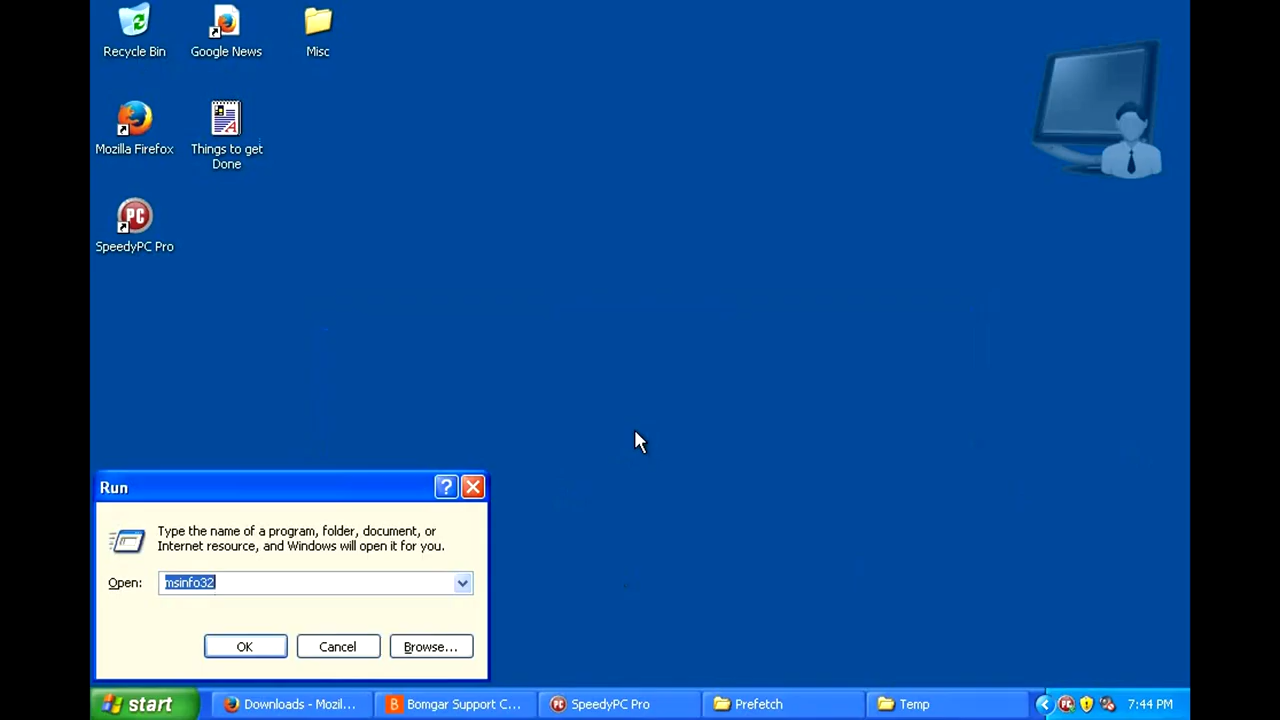 Recycle Bin
Google News
Misc
Mozilla Firefox
Things to get
Done
SpeedyPC Pro
Run
Type the name of a program, folder, document, or
Internet resource, and Windows will open it for you.
Open: msinfo32
OK Cancel Browse...
start Downloads - Mozil... Bomgar Support C... SpeedyPC Pro Prefetch Temp 7:44 PM